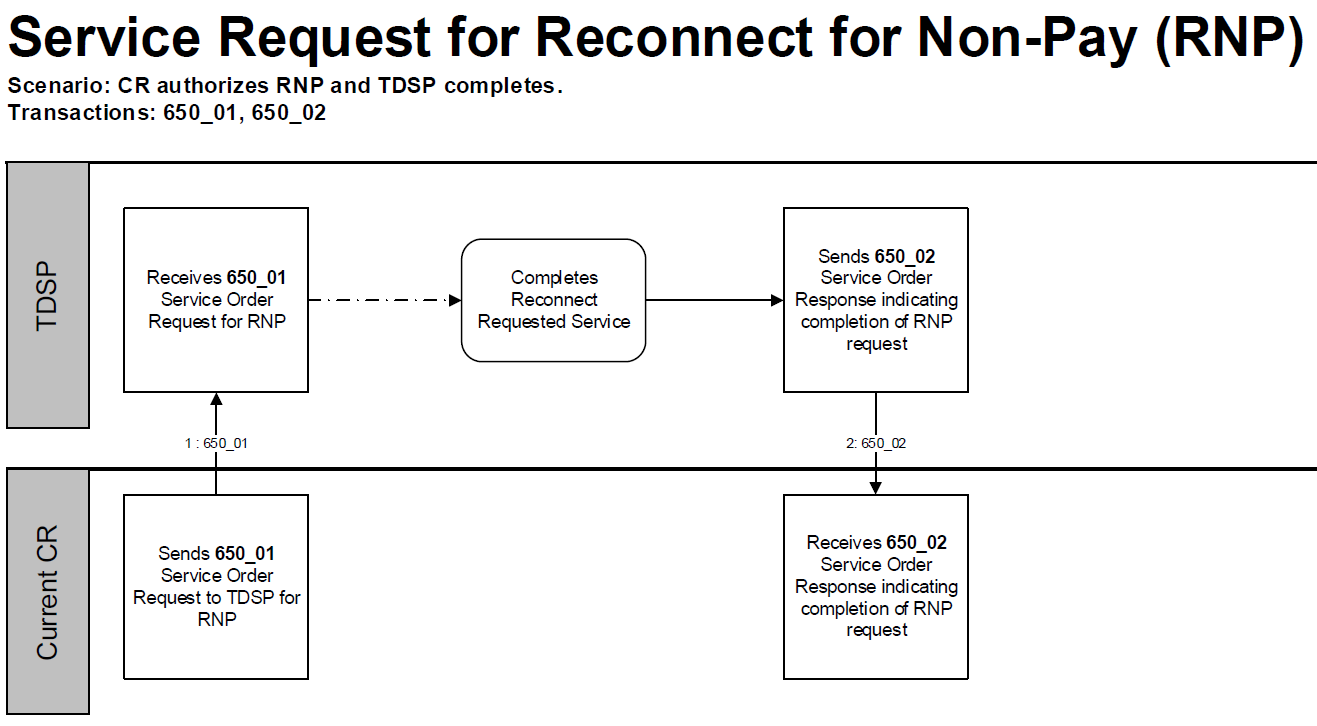 Service Request for Reconnect for Non-Pay (RNP)
Scenario: CR authorizes RNP and TDSP completes.
Transactions: 650_01, 650_02
TDSP
Receives 650_01
Service Order
Request for RNP
Completes
Reconnect
Requested Service
Sends 650_02
Service Order
Response indicating
completion of RNP
request
1 : 650_01
2: 650_02
Current CR
Sends 650_01
Service Order
Request to TDSP for
RNP
Receives 650_02
Service Order
Response indicating
completion of RNP
request